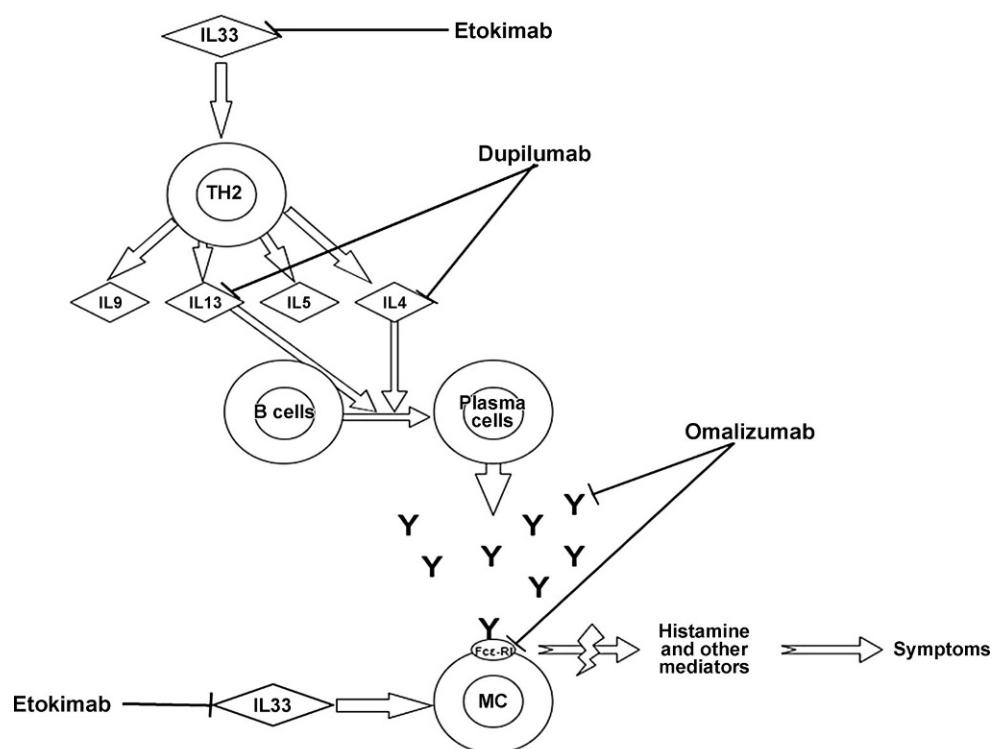 IL33
Etokimab
Dupilumab
TH2
IL9
IL13
IL5
IL4
B cells
Plasma
cells
Omalizumab
Y
Y
Y
Y
Y
Y
Y
Y
Fcε-RI
Histamine
and other
mediators
Symptoms
Etokimab
IL33
MC